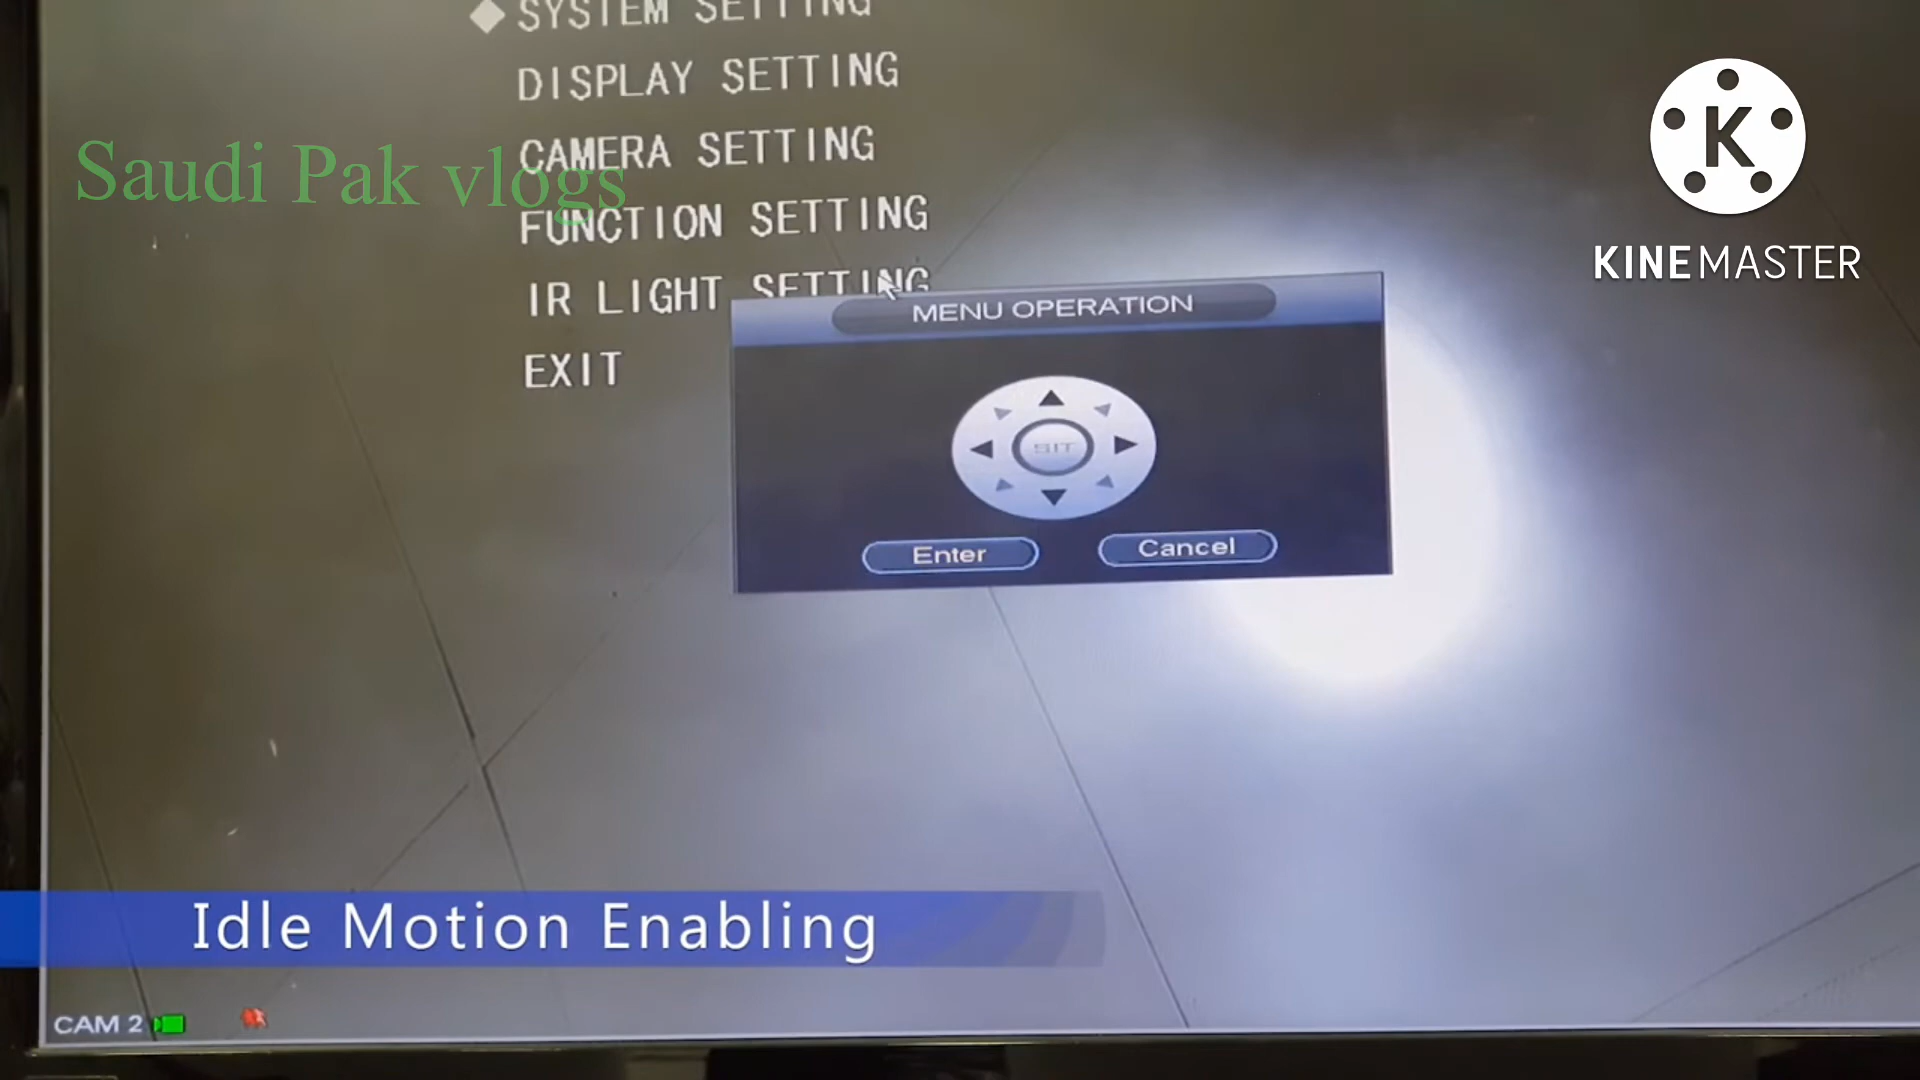 SYSTEM SETTING
DISPLAY SETTING
CAMERA SETTING
Saudi Pak vlogs
FUNCTION SETTING
IR LIGHT SETTING
EXIT
MENU OPERATION
SIT
Enter
Cancel
K
KINEMASTER
Idle Motion Enabling
CAM 2